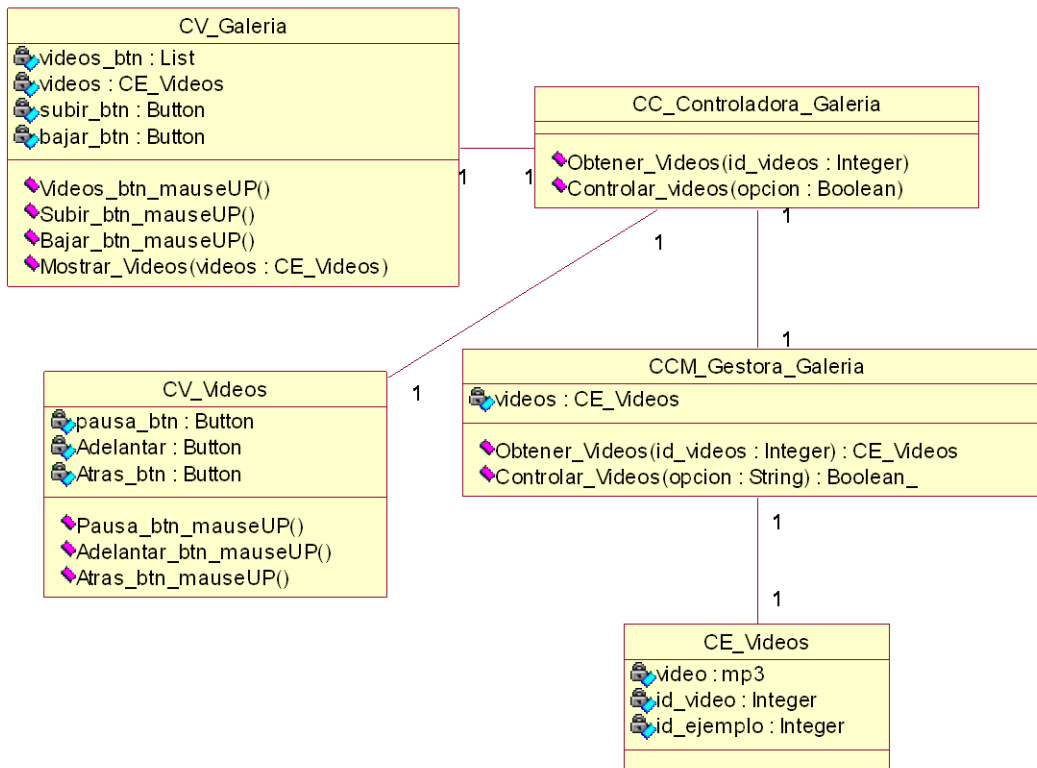 CV_Galeria
videos_btn : List
videos : CE_Videos
subir_btn : Button
bajar_btn : Button
Videos_btn_mauseUP()
Subir_btn_mauseUP()
Bajar_btn_mauseUP()
Mostrar_Videos(videos : CE_Videos)
1
1
CC_Controladora_Galeria
Obtener_Videos(id_videos : Integer)
Controlar_videos(opcion : Boolean)
1
1
1
1
CV_Videos
pausa_btn : Button
Adelantar : Button
Atras_btn : Button
Pausa_btn_mauseUP()
Adelantar_btn_mauseUP()
Atras_btn_mauseUP()
CCM_Gestora_Galeria
videos : CE_Videos
Obtener_Videos(id_videos : Integer) : CE_Videos
Controlar_Videos(opcion : String) : Boolean_
1
1
CE_Videos
video : mp3
id_video : Integer
id_ejemplo : Integer